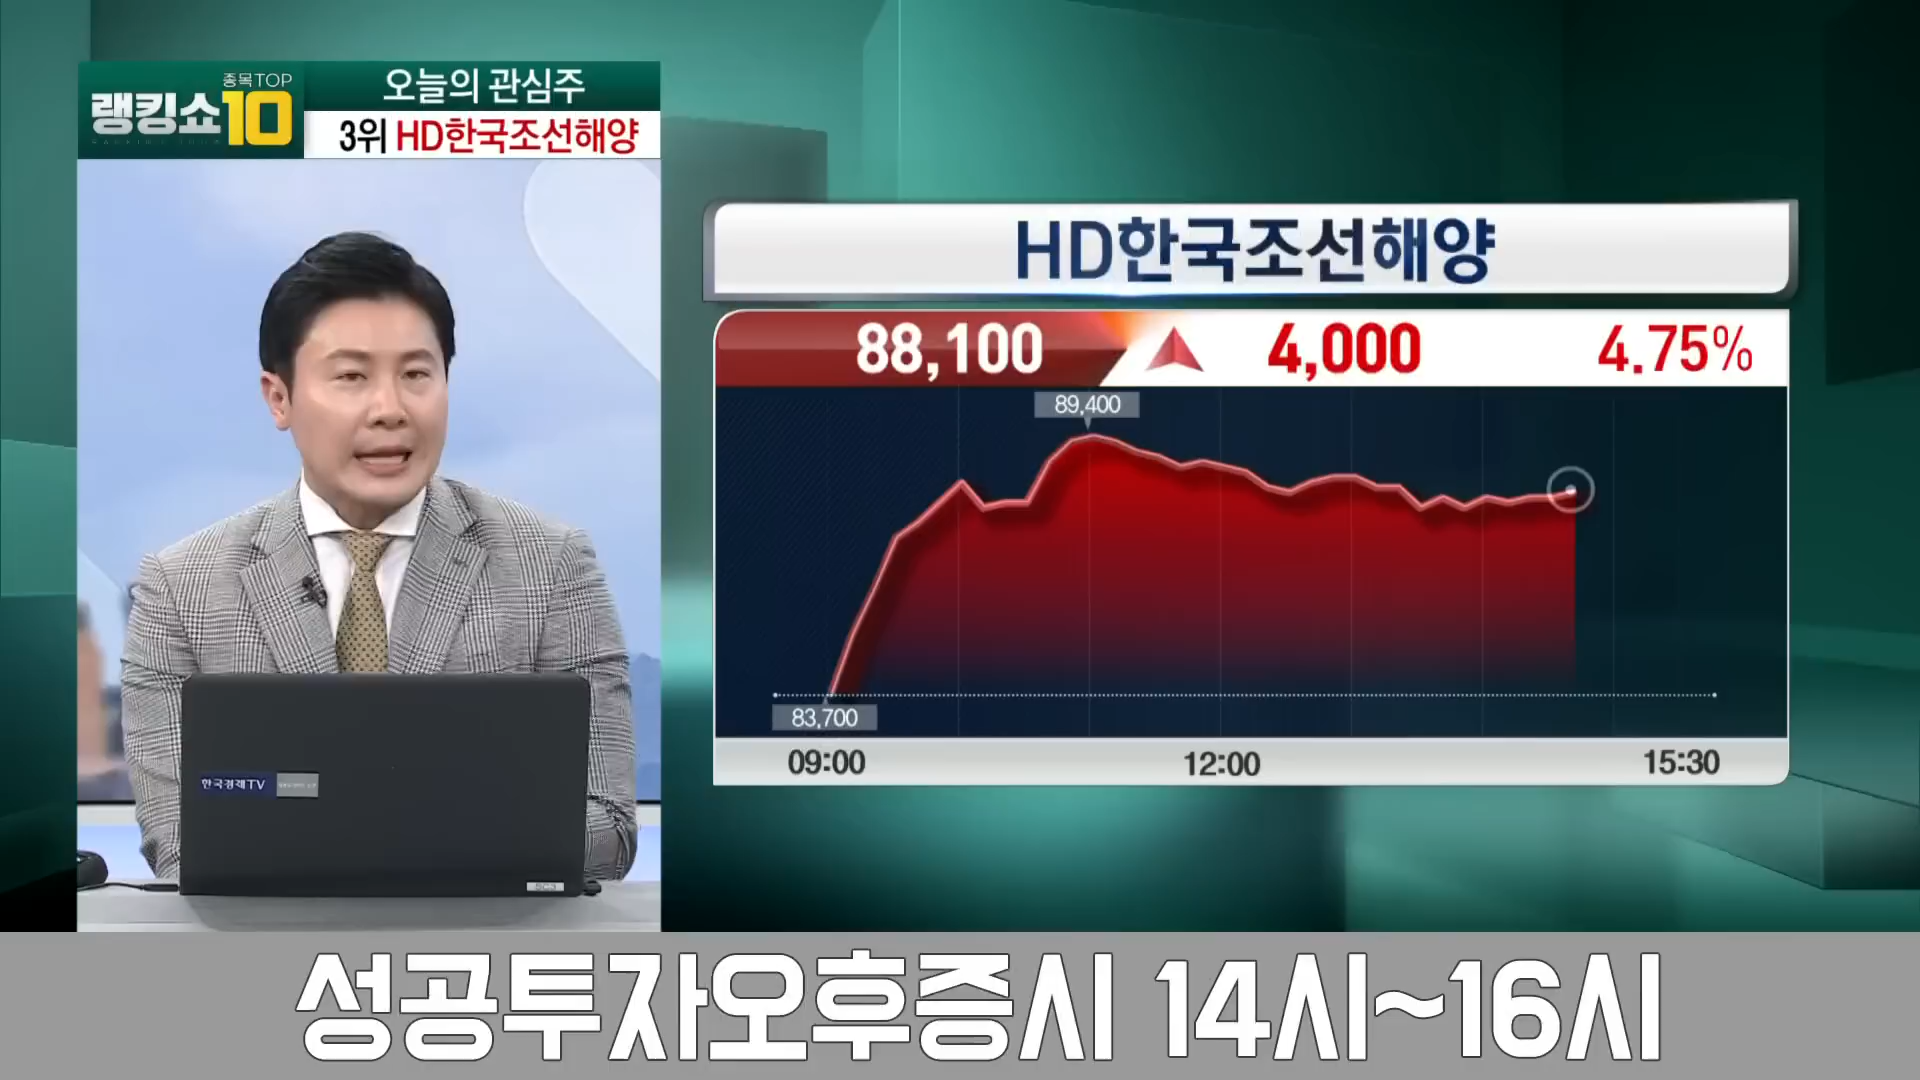 종목TOP
랭킹쇼10
오늘의 관심주
3위 HD한국조선해양
HD한국조선해양
88,100 4,000 4.75%
89,400
83,700
09:00 12:00 15:30
한국경제TV
성공투자오후증시 14시~16시